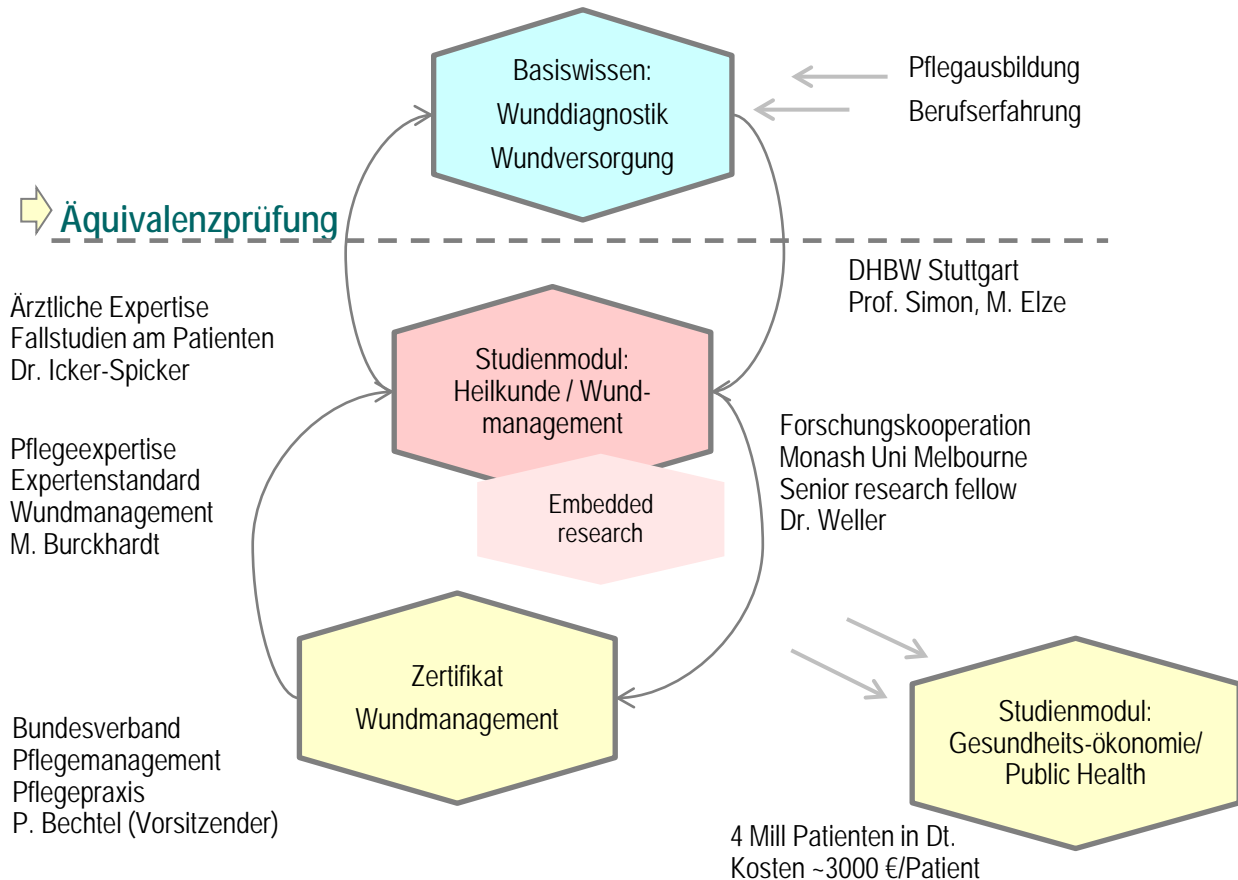 Basiswissen:
Wunddiagnostik
Wundversorgung
Pflegausbildung
Berufserfahrung
Äquivalenzprüfung
Ärztliche Expertise
Fallstudien am Patienten
Dr. Icker-Spicker
DHBW Stuttgart
Prof. Simon, M. Elze
Studienmodul:
Heilkunde / Wund-
management
Pflegeexpertise
Expertenstandard
Wundmanagement
M. Burckhardt
Forschungskooperation
Monash Uni Melbourne
Senior research fellow
Dr. Weller
Embedded
research
Zertifikat
Wundmanagement
Bundesverband
Pflegemanagement
Pflegepraxis
P. Bechtel (Vorsitzender)
Studienmodul:
Gesundheits-ökonomie/
Public Health
4 Mill Patienten in Dt.
Kosten ~3000 €/Patient